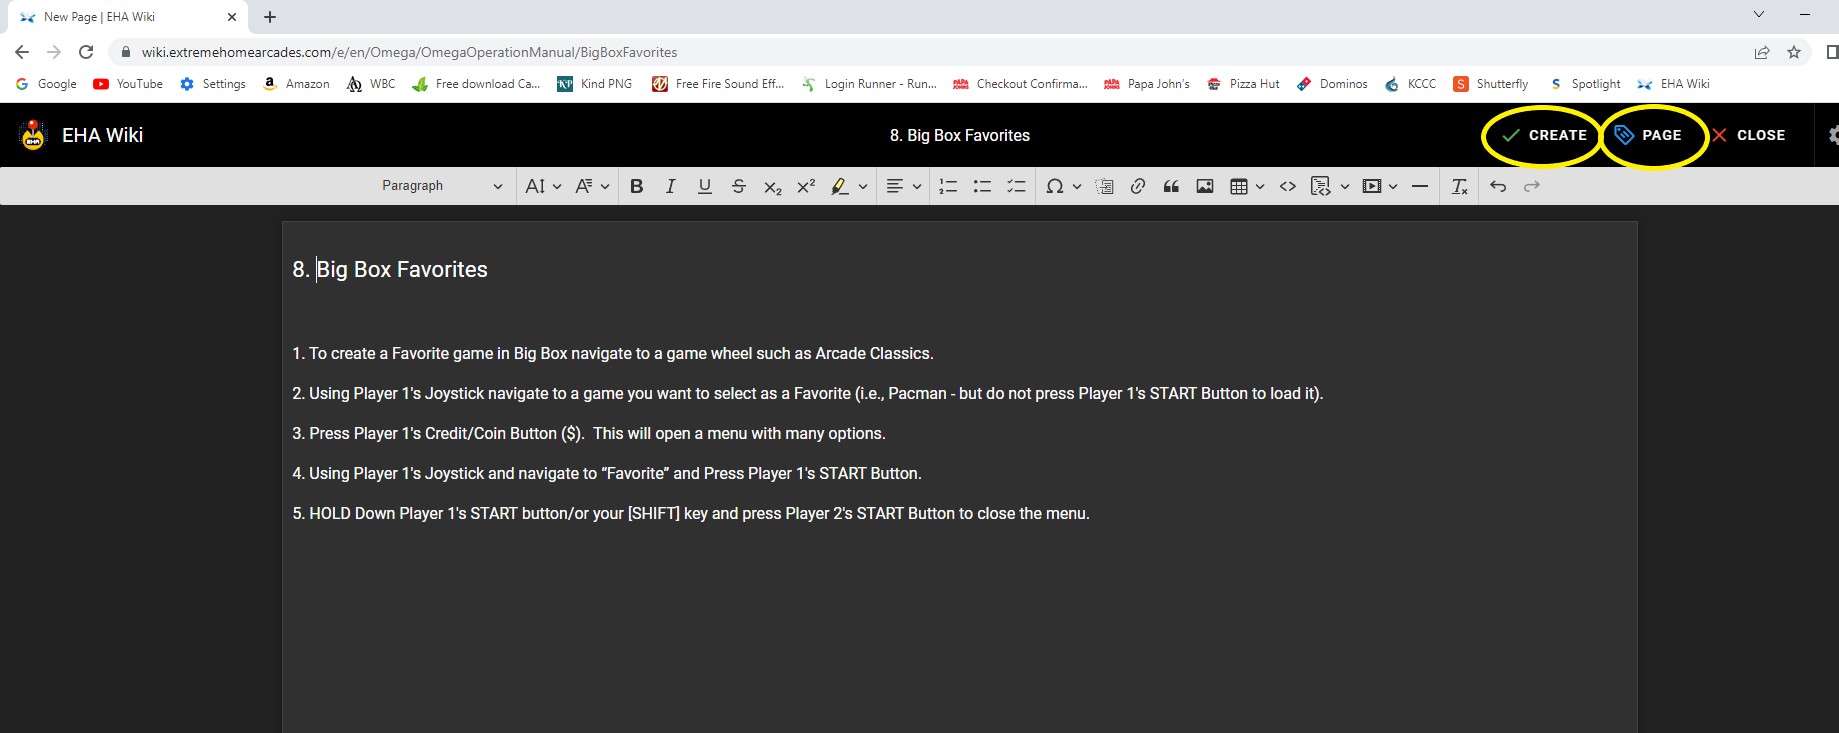 New Page | EHA Wiki
wiki.extremehomearcades.com/e/en/Omega/OmegaOperationManual/BigBoxFavorites
Google YouTube Settings Amazon WBC Free download Ca... Kind PNG Free Fire Sound Eff... Login Runner - Run... Checkout Confirma... Papa John's Pizza Hut Dominos KCCC Shutterfly Spotlight EHA Wiki
EHA Wiki 8. Big Box Favorites CREATE PAGE CLOSE
Paragraph
8. Big Box Favorites
1. To create a Favorite game in Big Box navigate to a game wheel such as Arcade Classics.
2. Using Player 1's Joystick navigate to a game you want to select as a Favorite (i.e., Pacman - but do not press Player 1's START Button to load it).
3. Press Player 1's Credit/Coin Button ($).  This will open a menu with many options.
4. Using Player 1's Joystick and navigate to “Favorite” and Press Player 1's START Button.
5. HOLD Down Player 1's START button/or your [SHIFT] key and press Player 2's START Button to close the menu.